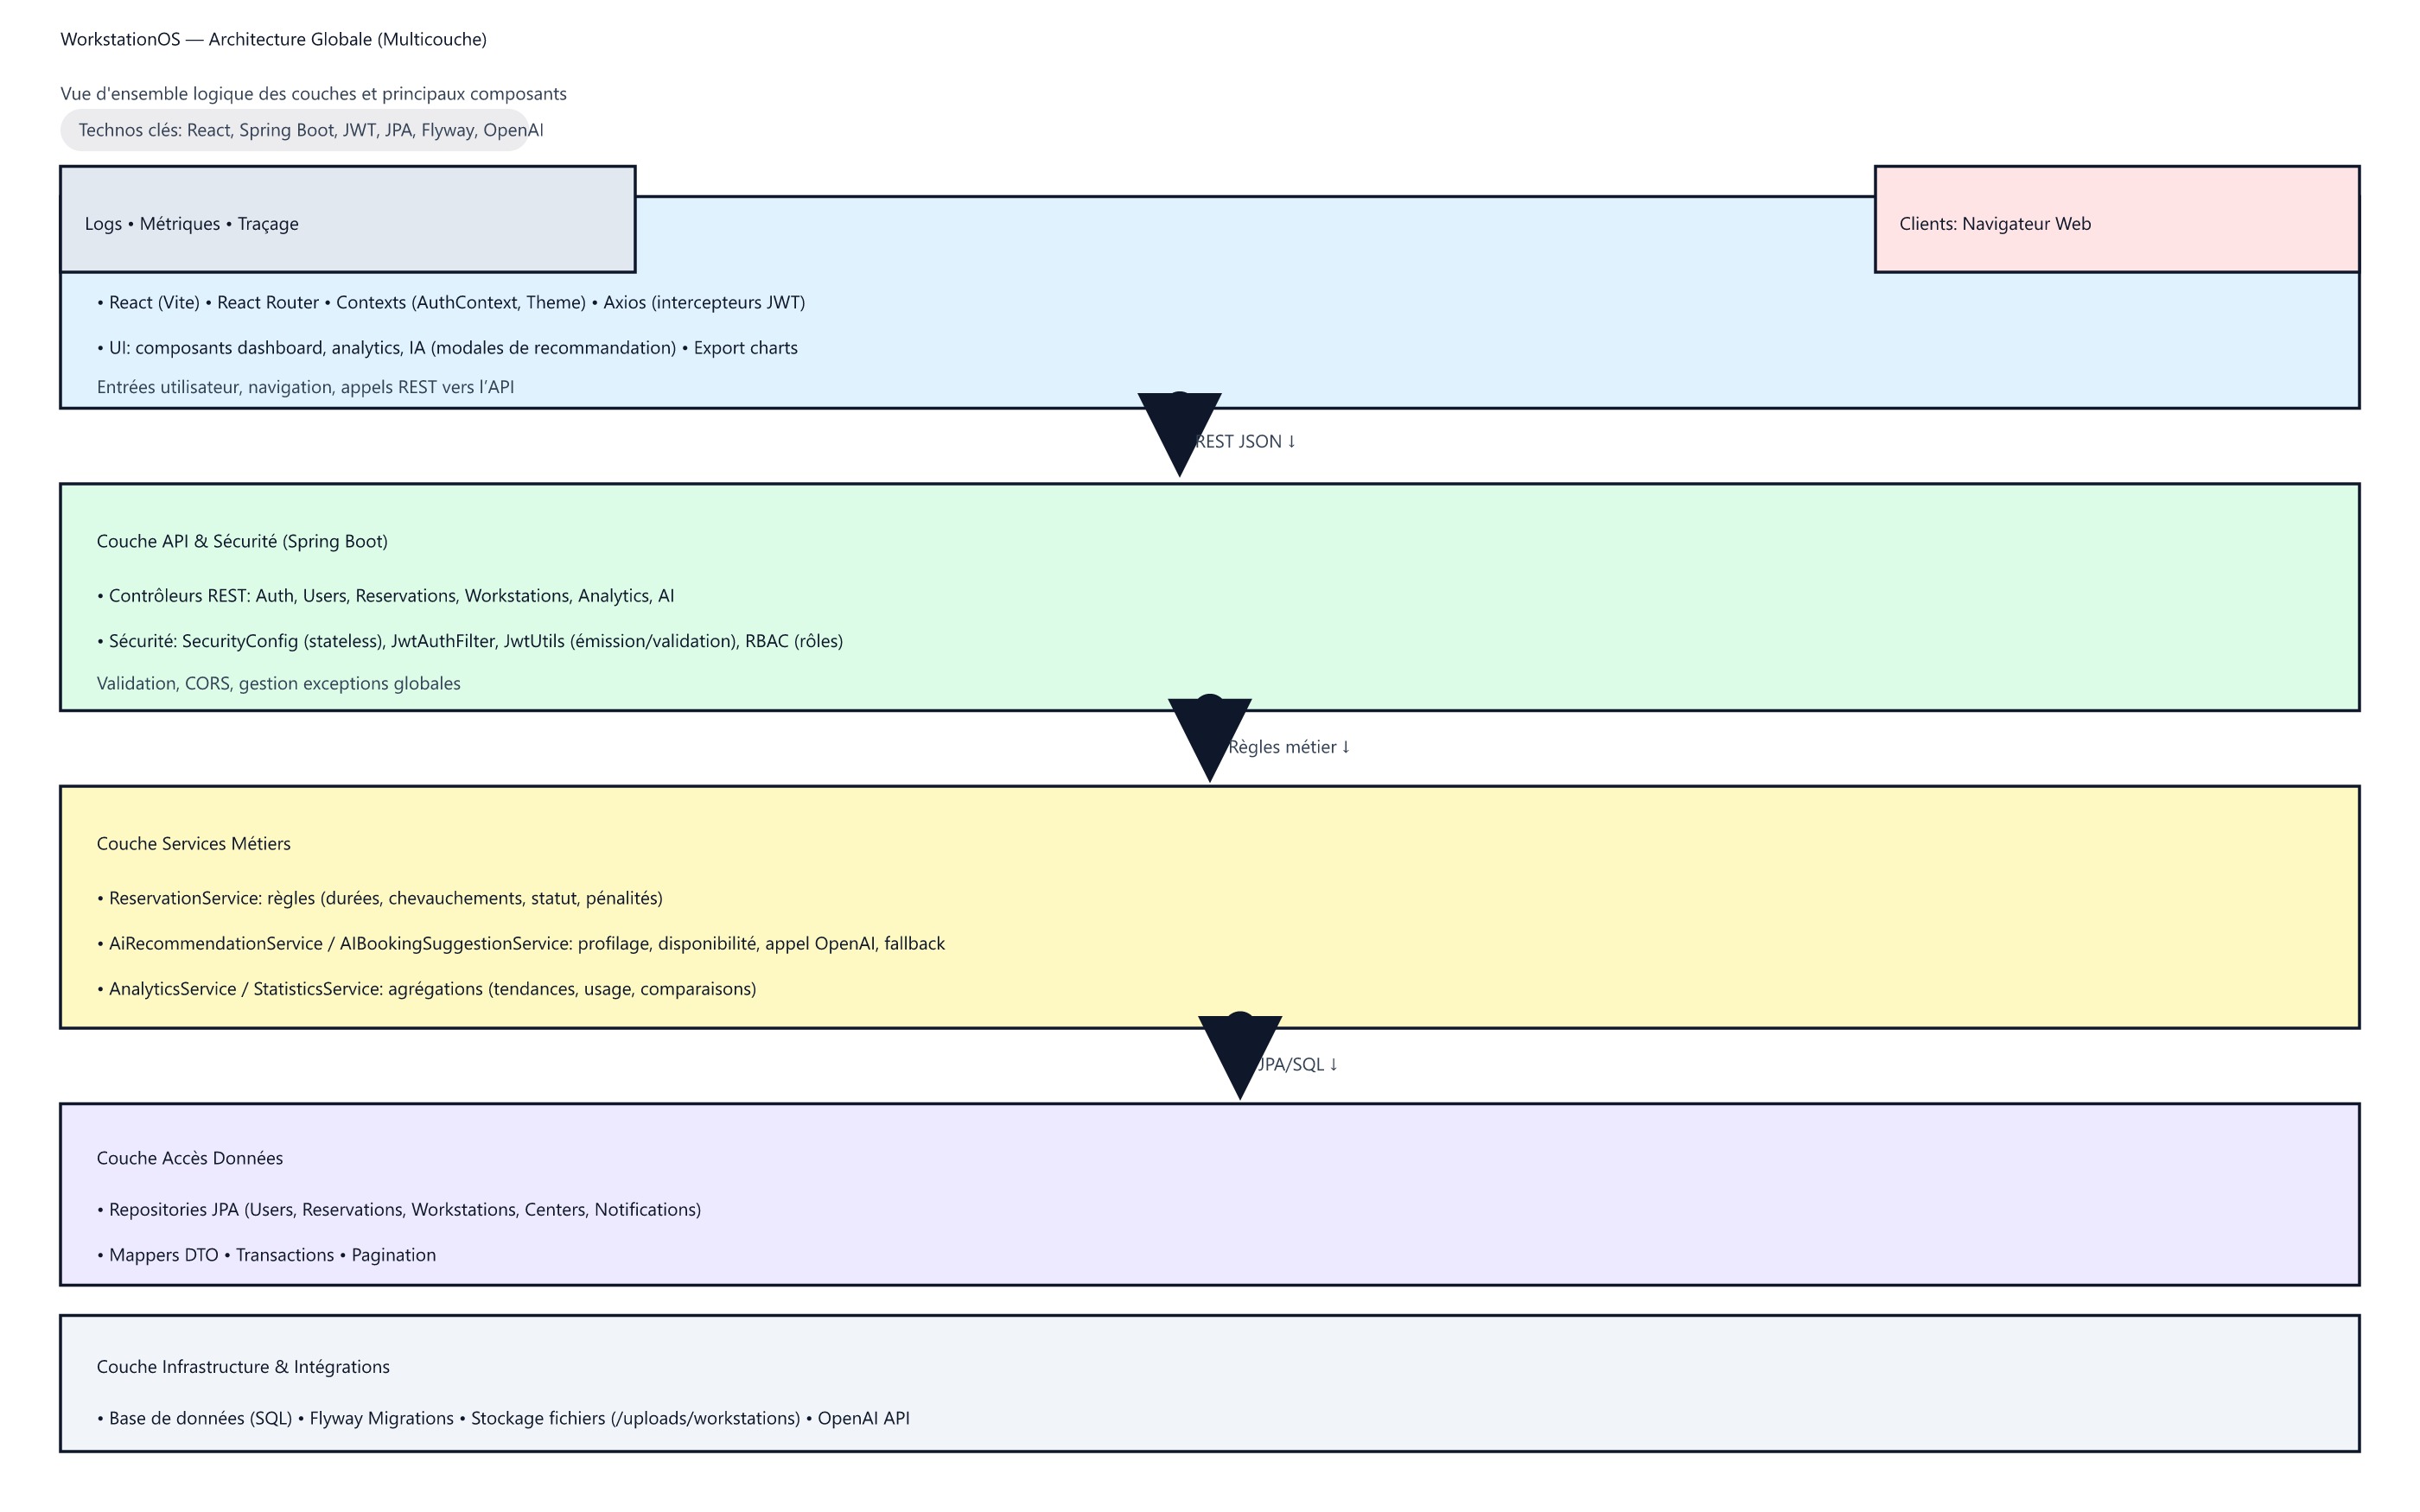 WorkstationOS — Architecture Globale (Multicouche)
Vue d'ensemble logique des couches et principaux composants
Technos clés: React, Spring Boot, JWT, JPA, Flyway, OpenAI
Logs • Métriques • Traçage
Clients: Navigateur Web
• React (Vite) • React Router • Contexts (AuthContext, Theme) • Axios (intercepteurs JWT)
• UI: composants dashboard, analytics, IA (modales de recommandation) • Export charts
Entrées utilisateur, navigation, appels REST vers l’API
REST JSON ↓
Couche API & Sécurité (Spring Boot)
• Contrôleurs REST: Auth, Users, Reservations, Workstations, Analytics, AI
• Sécurité: SecurityConfig (stateless), JwtAuthFilter, JwtUtils (émission/validation), RBAC (rôles)
Validation, CORS, gestion exceptions globales
Règles métier ↓
Couche Services Métiers
• ReservationService: règles (durées, chevauchements, statut, pénalités)
• AiRecommendationService / AIBookingSuggestionService: profilage, disponibilité, appel OpenAI, fallback
• AnalyticsService / StatisticsService: agrégations (tendances, usage, comparaisons)
JPA/SQL ↓
Couche Accès Données
• Repositories JPA (Users, Reservations, Workstations, Centers, Notifications)
• Mappers DTO • Transactions • Pagination
Couche Infrastructure & Intégrations
• Base de données (SQL) • Flyway Migrations • Stockage fichiers (/uploads/workstations) • OpenAI API